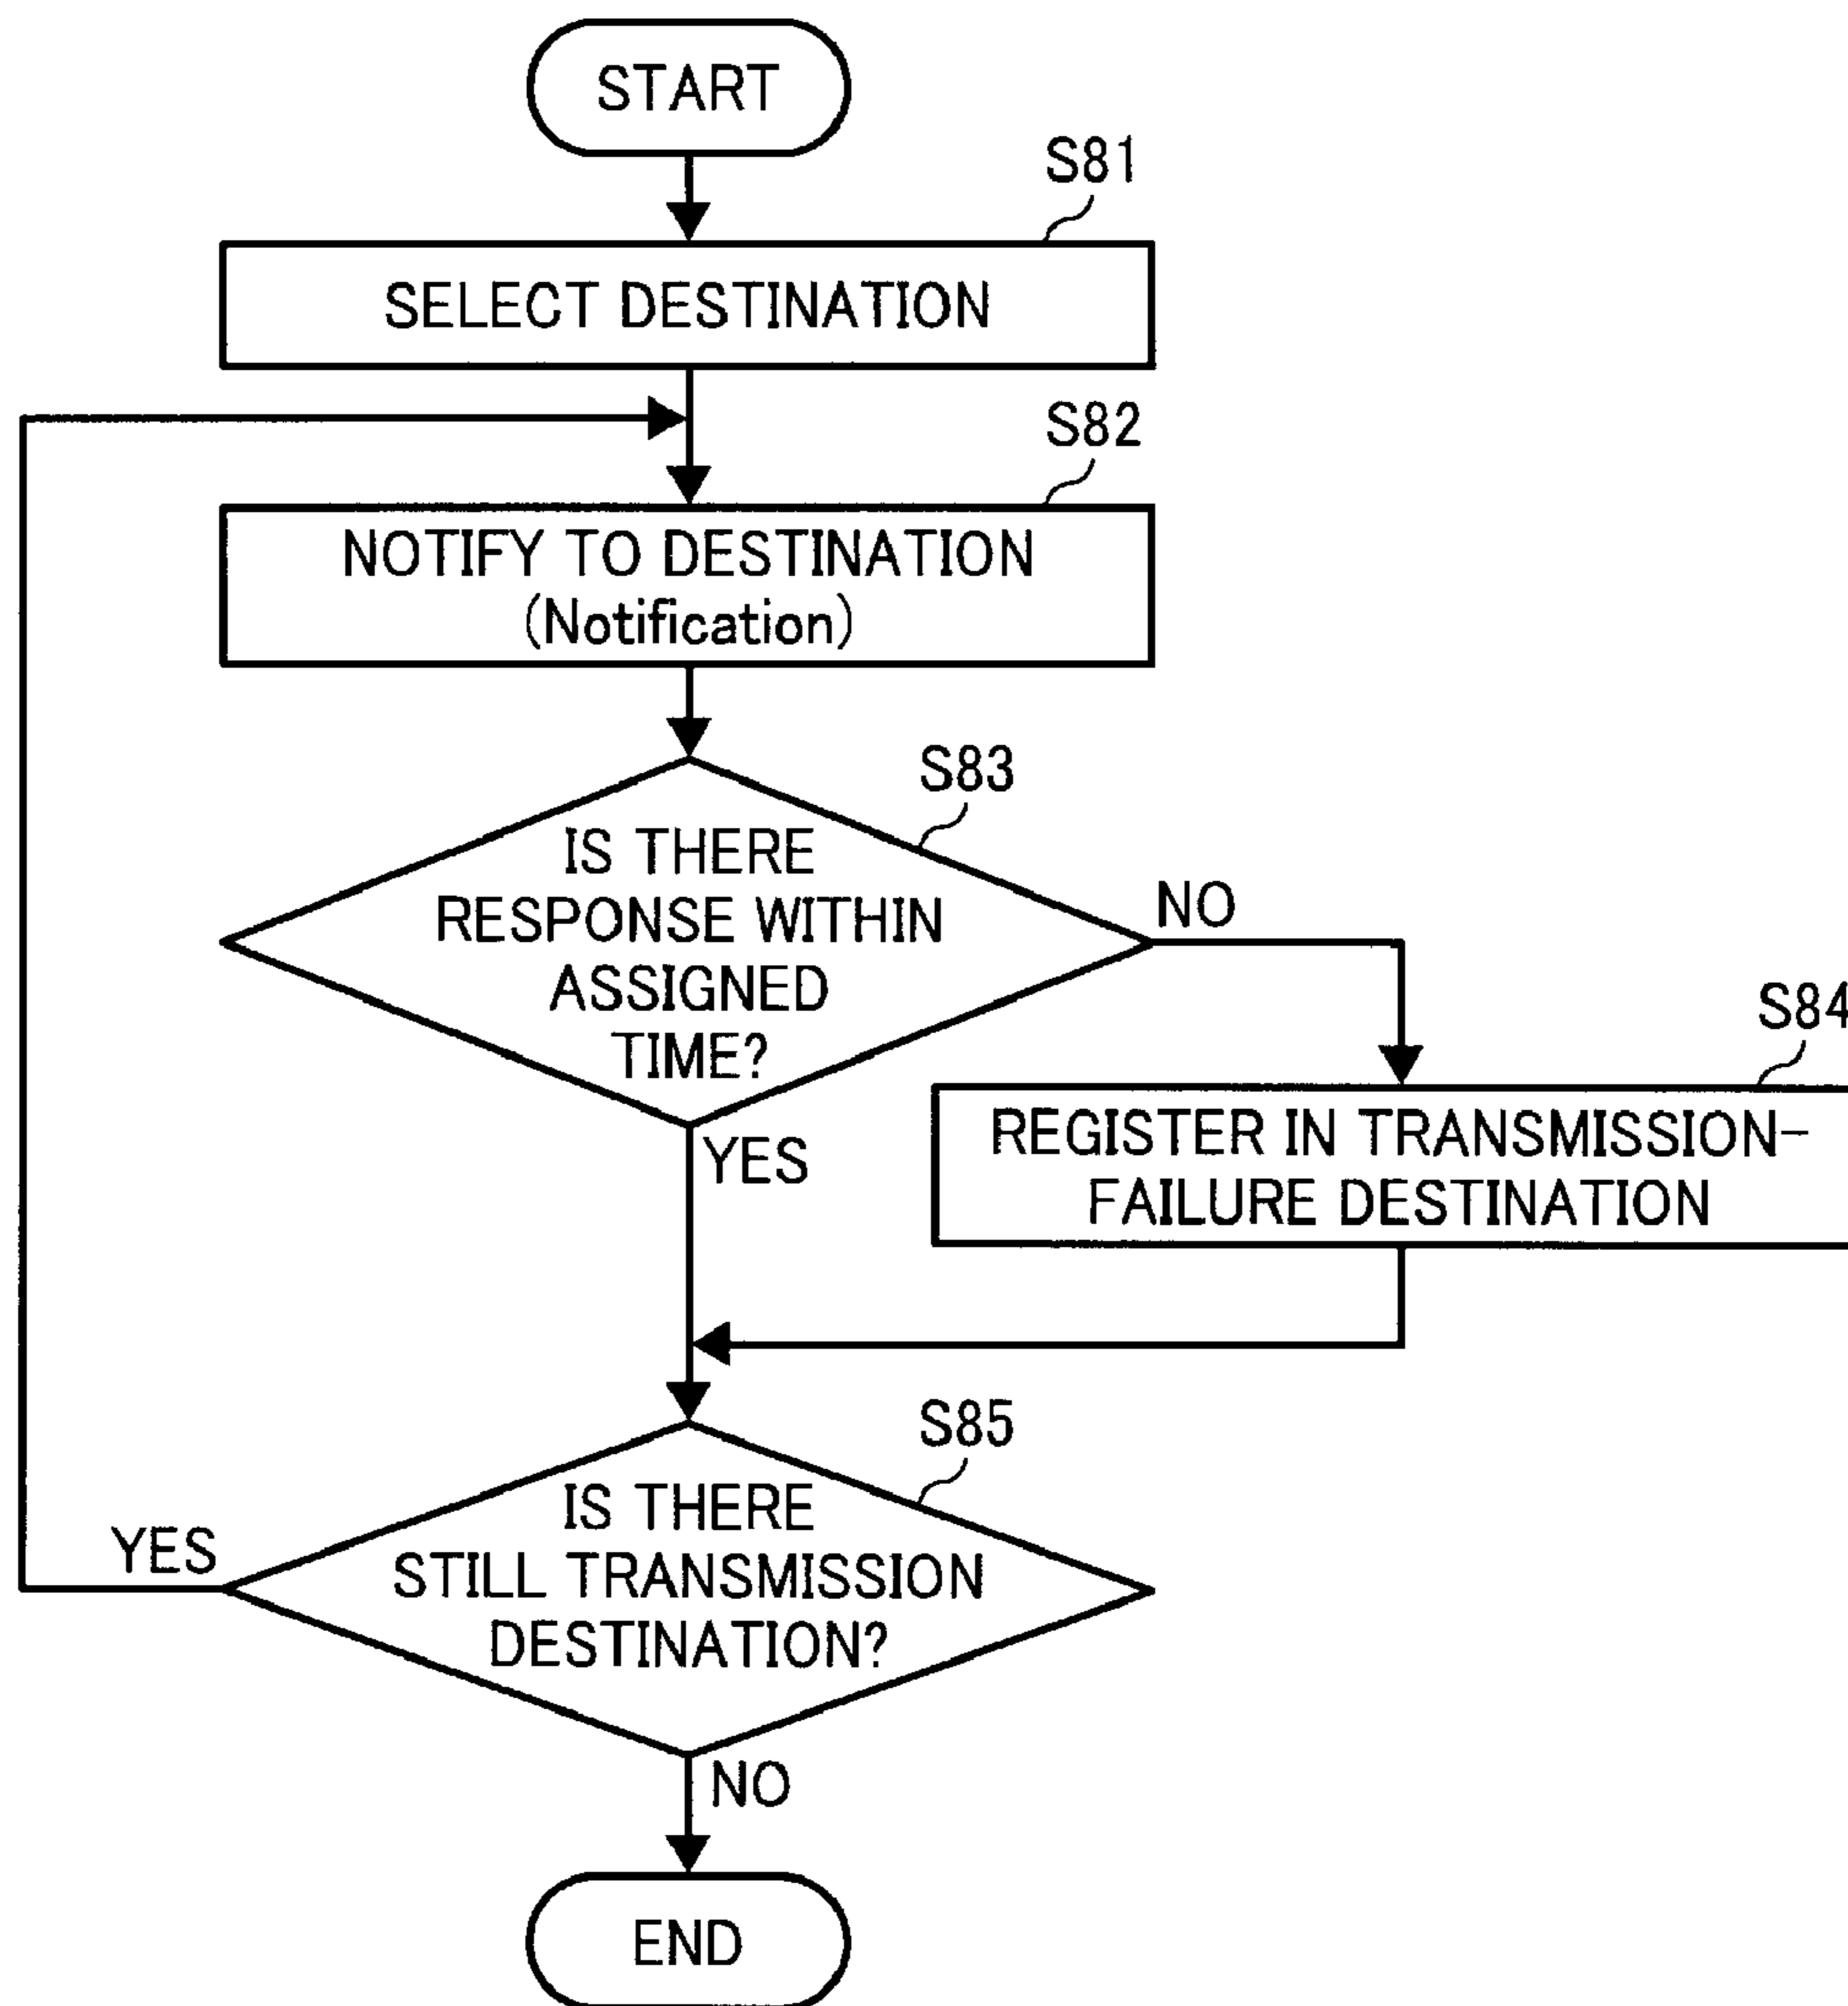 START
S81
SELECT DESTINATION
S82
NOTIFY TO DESTINATION
(Notification)
S83
IS THERE
RESPONSE WITHIN
ASSIGNED
TIME?
NO
S84
REGISTER IN TRANSMISSION-
FAILURE DESTINATION
YES
S85
IS THERE
STILL TRANSMISSION
DESTINATION?
YES
NO
END